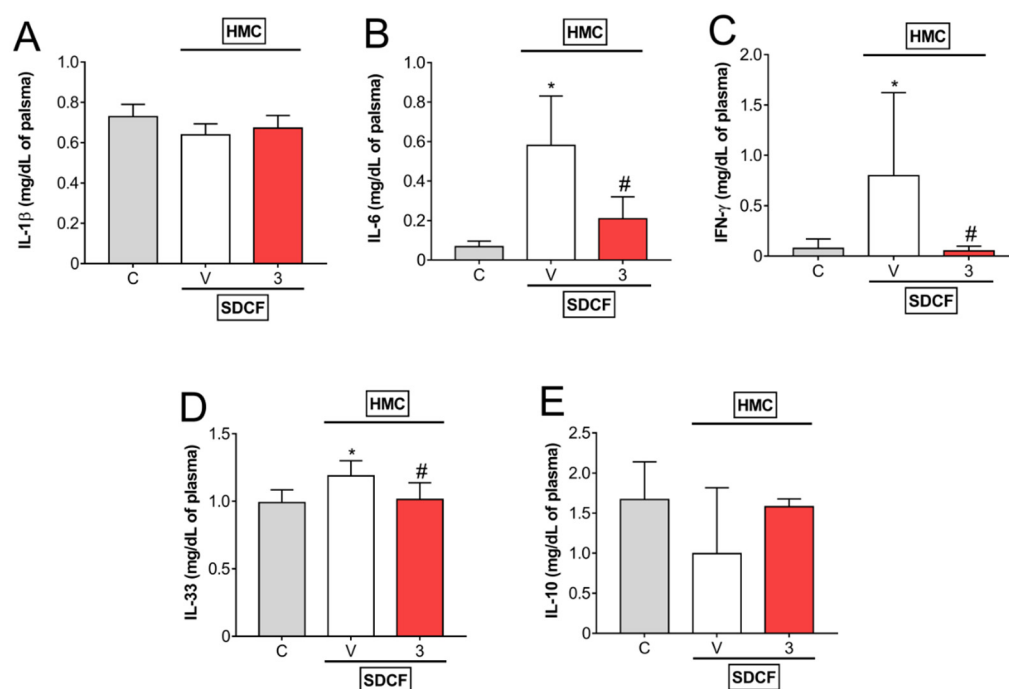 A
HMC
IL-1β (mg/dL of palasma)
1.0
0.8
0.6
0.4
0.2
0
C V 3
SDCF
B
HMC
IL-6 (mg/dL of palasma)
1.0
0.8
0.6
0.4
0.2
0
*
#
C V 3
SDCF
C
HMC
IFN-γ (mg/dL of plasma)
2.0
1.5
1.0
0.5
0.0
*
#
C V 3
SDCF
D
HMC
IL-33 (mg/dL of plasma)
1.5
1.0
0.5
0
*
#
C V 3
SDCF
E
HMC
IL-10 (mg/dL of plasma)
2.5
2.0
1.5
1.0
0.5
0
C V 3
SDCF